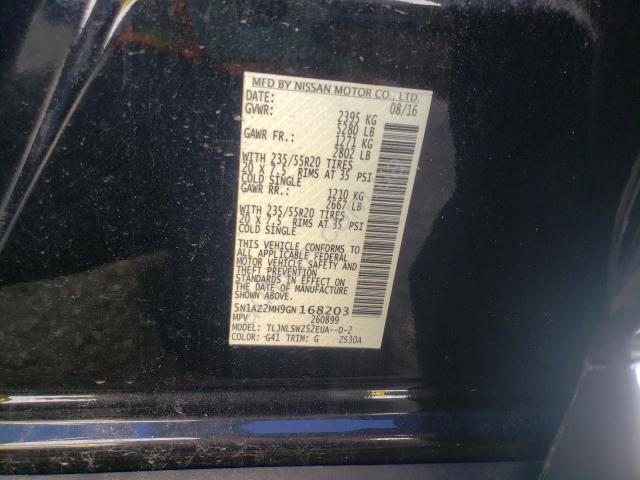 MFD BY NISSAN MOTOR CO., LTD.
DATE: 08/16
GVWR: 2395 KG
5280 LB
GAWR FR.: 1271 KG
2802 LB
WITH 235/55R20 TIRES
20 X 7.5 RIMS AT 35 PSI
COLD SINGLE
GAWR RR.: 1210 KG
2667 LB
WITH 235/55R20 TIRES
20 X 7.5 RIMS AT 35 PSI
COLD SINGLE
THIS VEHICLE CONFORMS TO
ALL APPLICABLE FEDERAL
MOTOR VEHICLE SAFETY AND
THEFT PREVENTION
STANDARDS IN EFFECT ON
THE DATE OF MANUFACTURE
SHOWN ABOVE.
5N1AZ2MH9GN168203
MPV 260899
MODEL: TLJNLSWZ52EUA--D-2
COLOR: G41 TRIM: G ZS30A